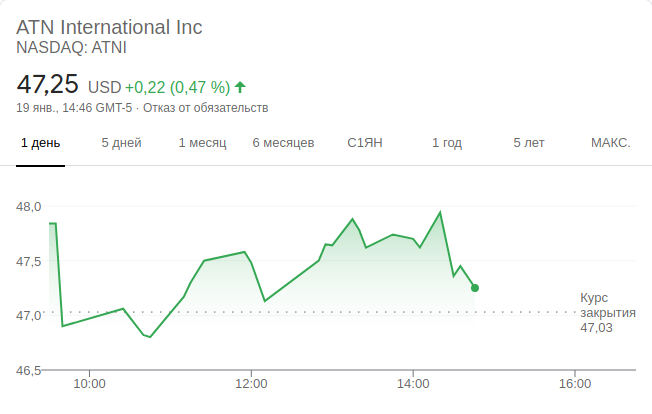 ATN International Inc
NASDAQ: ATNI
47,25 USD +0,22 (0,47 %)
19 янв., 14:46 GMT-5 · Отказ от обязательств
1 день 5 дней 1 месяц 6 месяцев С1ЯН 1 год 5 лет МАКС.
48,0
47,5
47,0
46,5
Курс
закрытия
47,03
10:00 12:00 14:00 16:00